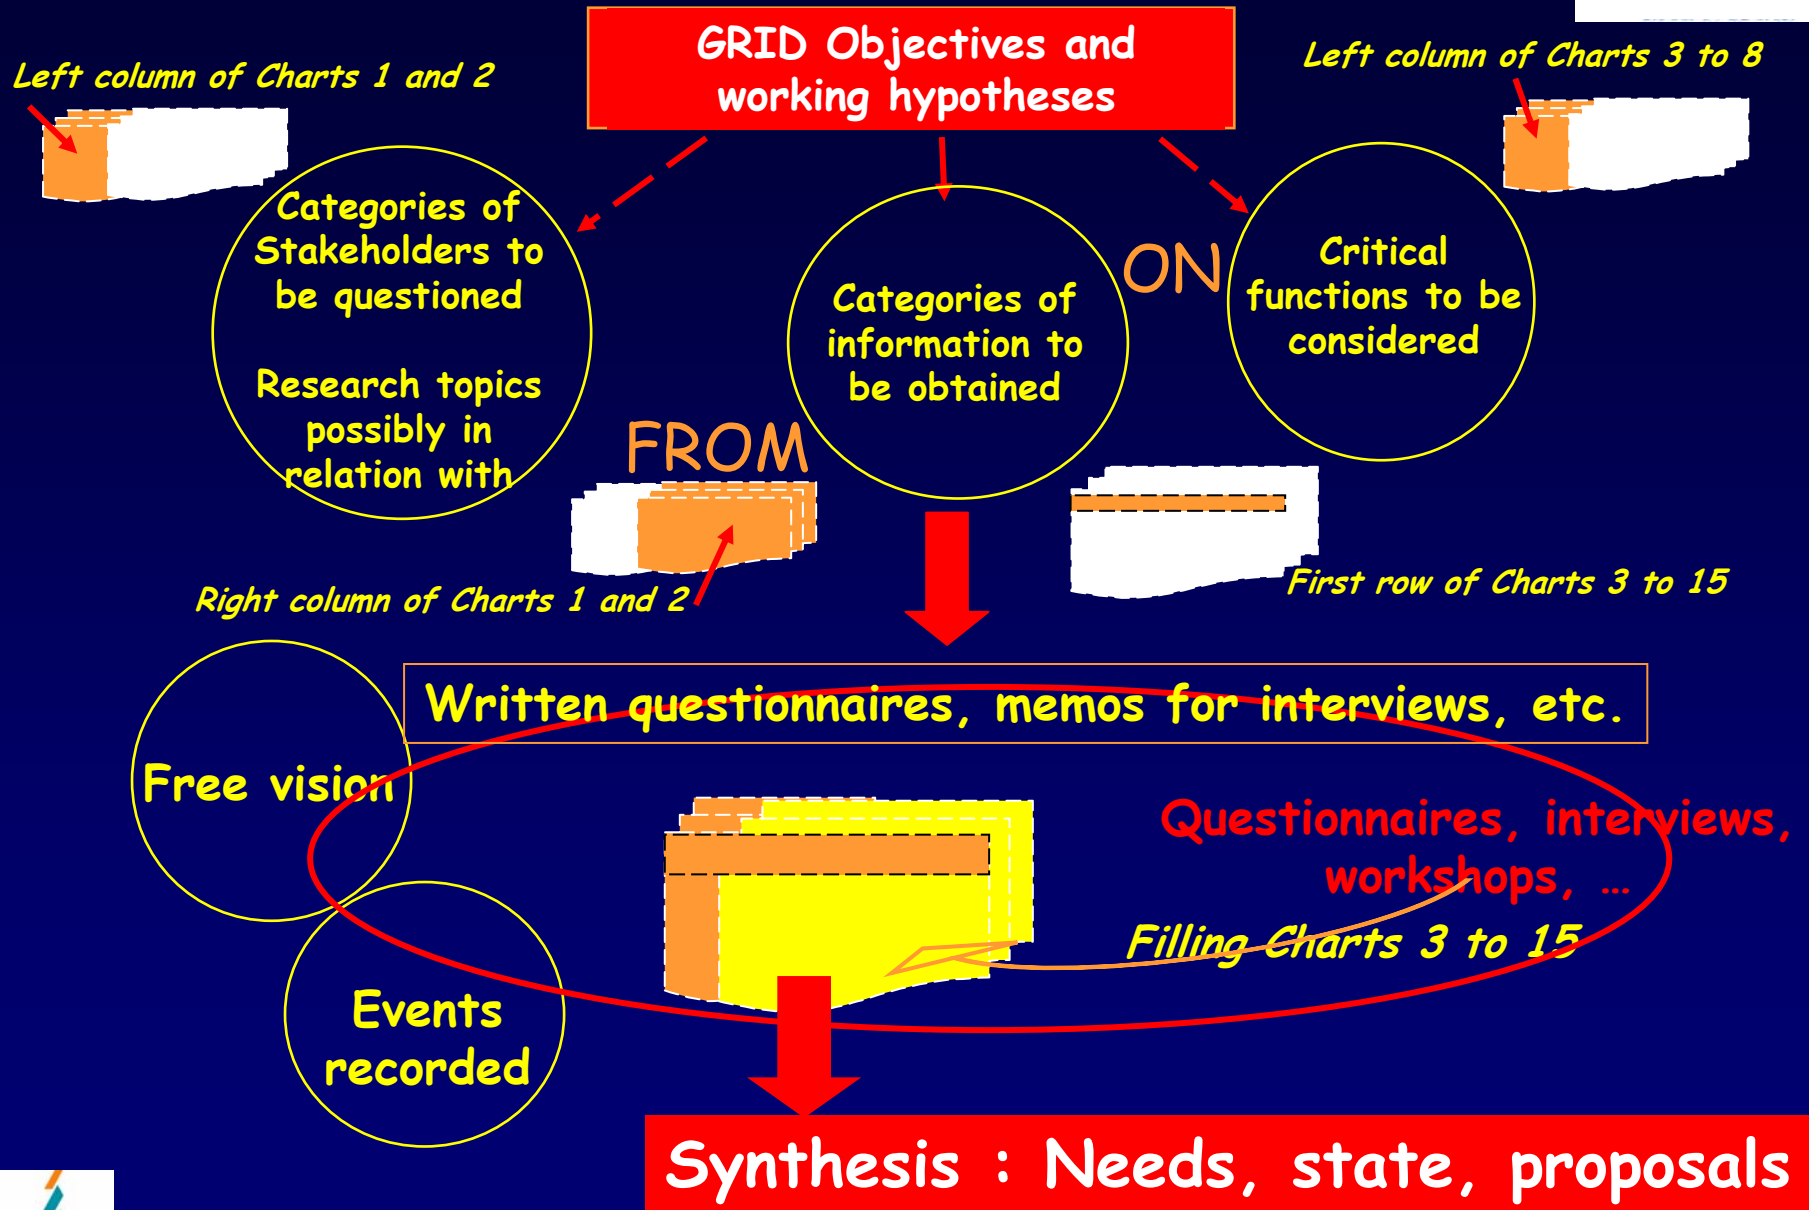 GRID Objectives and
working hypotheses
Left column of Charts 1 and 2
Left column of Charts 3 to 8
Categories of
Stakeholders to
be questioned
Research topics
possibly in
relation with
FROM
Categories of
information to
be obtained
ON
Critical
functions to be
considered
Right column of Charts 1 and 2
First row of Charts 3 to 15
Written questionnaires, memos for interviews, etc.
Free vision
Questionnaires, interviews,
workshops, …
Filling Charts 3 to 15
Events
recorded
Synthesis : Needs, state, proposals